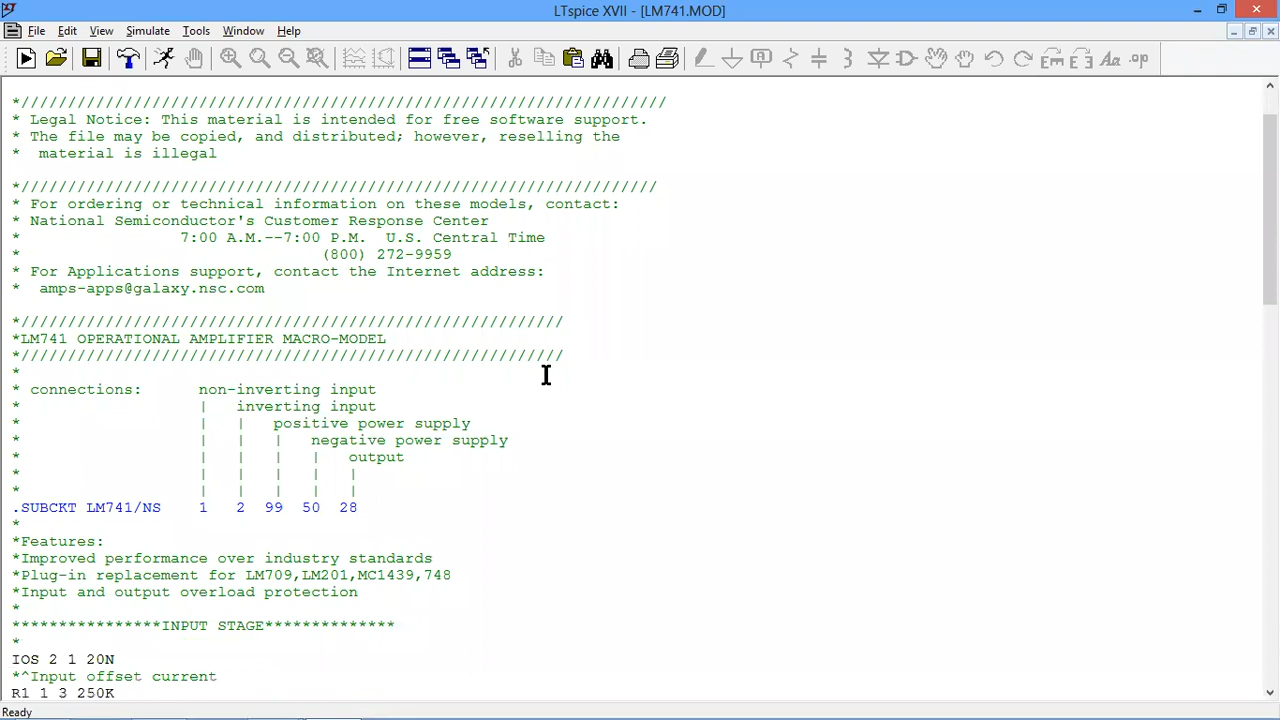 LTspice XVII - [LM741.MOD]
File Edit View Simulate Tools Window Help
*/////////////////////////////////////////////////////////////////////
* Legal Notice: This material is intended for free software support.
* The file may be copied, and distributed; however, reselling the
*  material is illegal
*////////////////////////////////////////////////////////////////////
* For ordering or technical information on these models, contact:
* National Semiconductor's Customer Response Center
*                 7:00 A.M.--7:00 P.M.  U.S. Central Time
*                                (800) 272-9959
* For Applications support, contact the Internet address:
*  amps-apps@galaxy.nsc.com
*//////////////////////////////////////////////////////////
*LM741 OPERATIONAL AMPLIFIER MACRO-MODEL
*//////////////////////////////////////////////////////////
*
* connections:      non-inverting input
*                   |   inverting input
*                   |   |   positive power supply
*                   |   |   |   negative power supply
*                   |   |   |   |   output
*                   |   |   |   |   |
*                   |   |   |   |   |
.SUBCKT LM741/NS    1   2  99  50  28
*
*Features:
*Improved performance over industry standards
*Plug-in replacement for LM709,LM201,MC1439,748
*Input and output overload protection
*
****************INPUT STAGE**************
*
IOS 2 1 20N
*^Input offset current
R1 1 3 250K
Ready